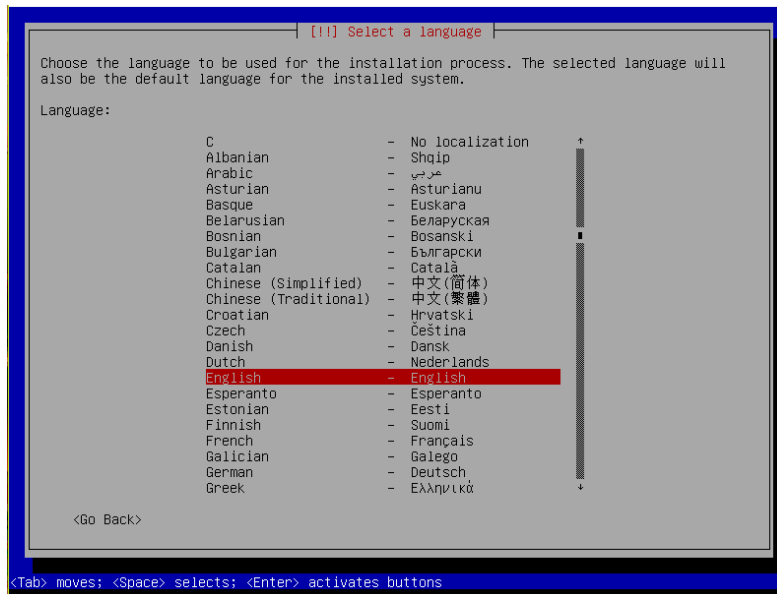 [!!] Select a language
Choose the language to be used for the installation process. The selected language will
also be the default language for the installed system.
Language:
C - No localization
Albanian - Shqip
Arabic - عربي
Asturian - Asturianu
Basque - Euskara
Belarusian - Беларуская
Bosnian - Bosanski
Bulgarian - Български
Catalan - Català
Chinese (Simplified) - 中文(简体)
Chinese (Traditional) - 中文(繁體)
Croatian - Hrvatski
Czech - Čeština
Danish - Dansk
Dutch - Nederlands
English - English
Esperanto - Esperanto
Estonian - Eesti
Finnish - Suomi
French - Français
Galician - Galego
German - Deutsch
Greek - Ελληνικά
<Go Back>
<Tab> moves; <Space> selects; <Enter> activates buttons